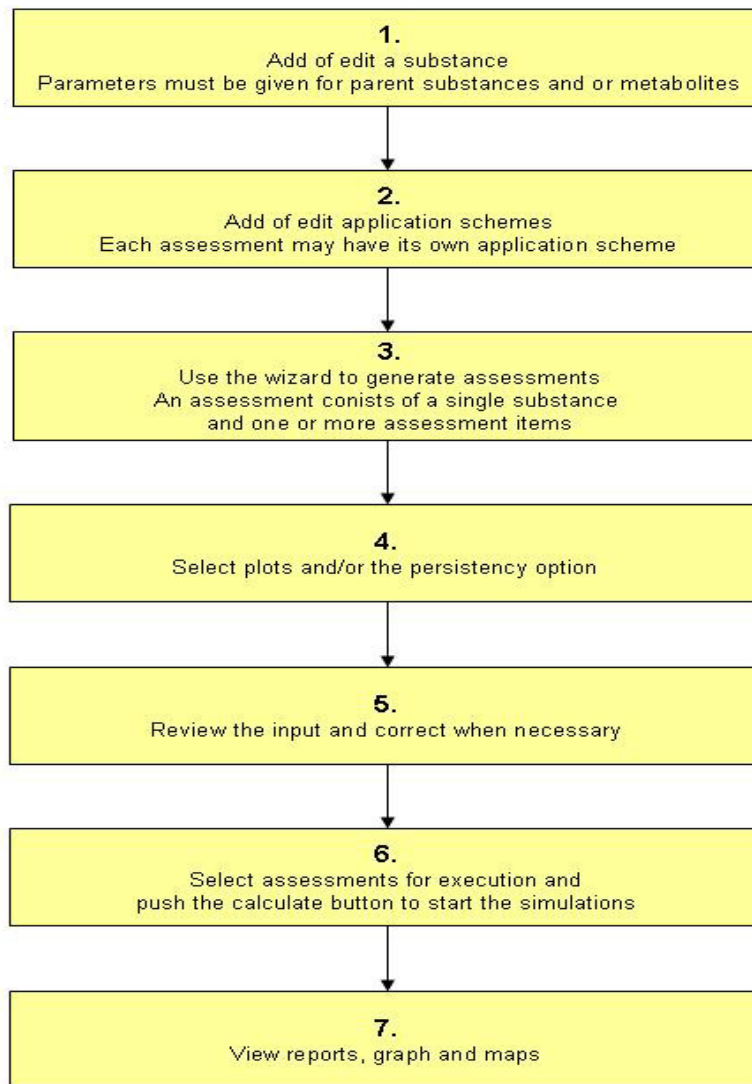 1.
Add of edit a substance
Parameters must be given for parent substances and or metabolites
2.
Add of edit application schemes
Each assessment may have its own application scheme
3.
Use the wizard to generate assessments
An assessment conists of a single substance
and one or more assessment items
4.
Select plots and/or the persistency option
5.
Review the input and correct when necessary
6.
Select assessments for execution and
push the calculate button to start the simulations
7.
View reports, graph and maps